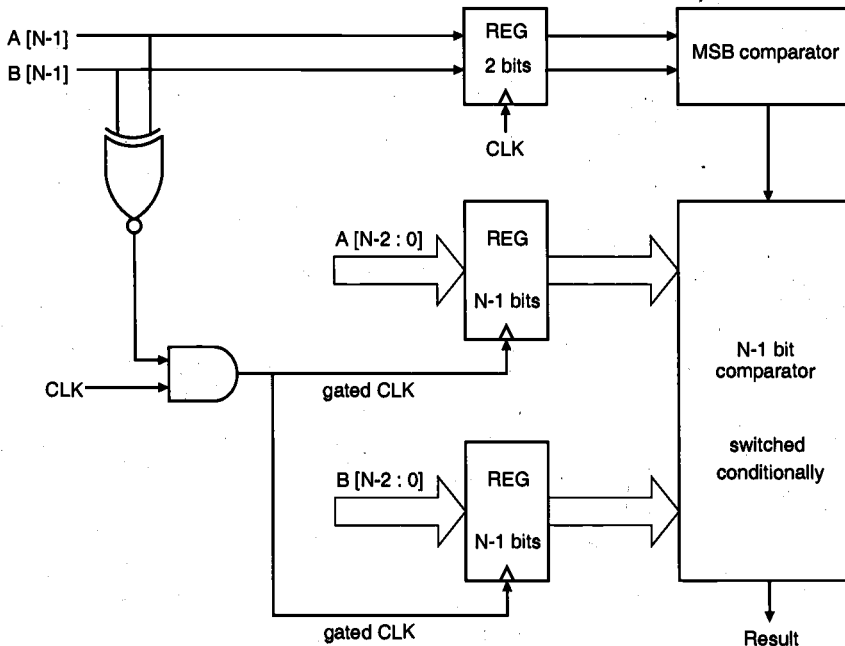 A [N-1]
B [N-1]
REG
2 bits
CLK
MSB comparator
A [N-2 : 0]
REG
N-1 bits
CLK
gated CLK
N-1 bit
comparator
switched
conditionally
B [N-2 : 0]
REG
N-1 bits
gated CLK
Result